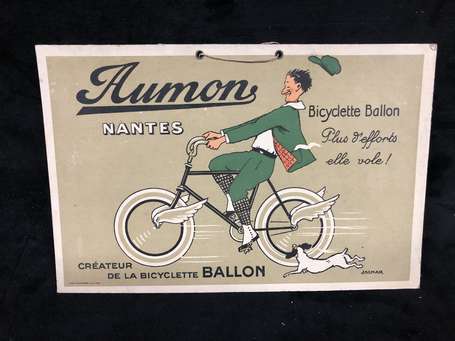 Aumon
NANTES
Bicyclette Ballon
Plus d'efforts
elle vole !
CRÉATEUR
DE LA BICYCLETTE BALLON